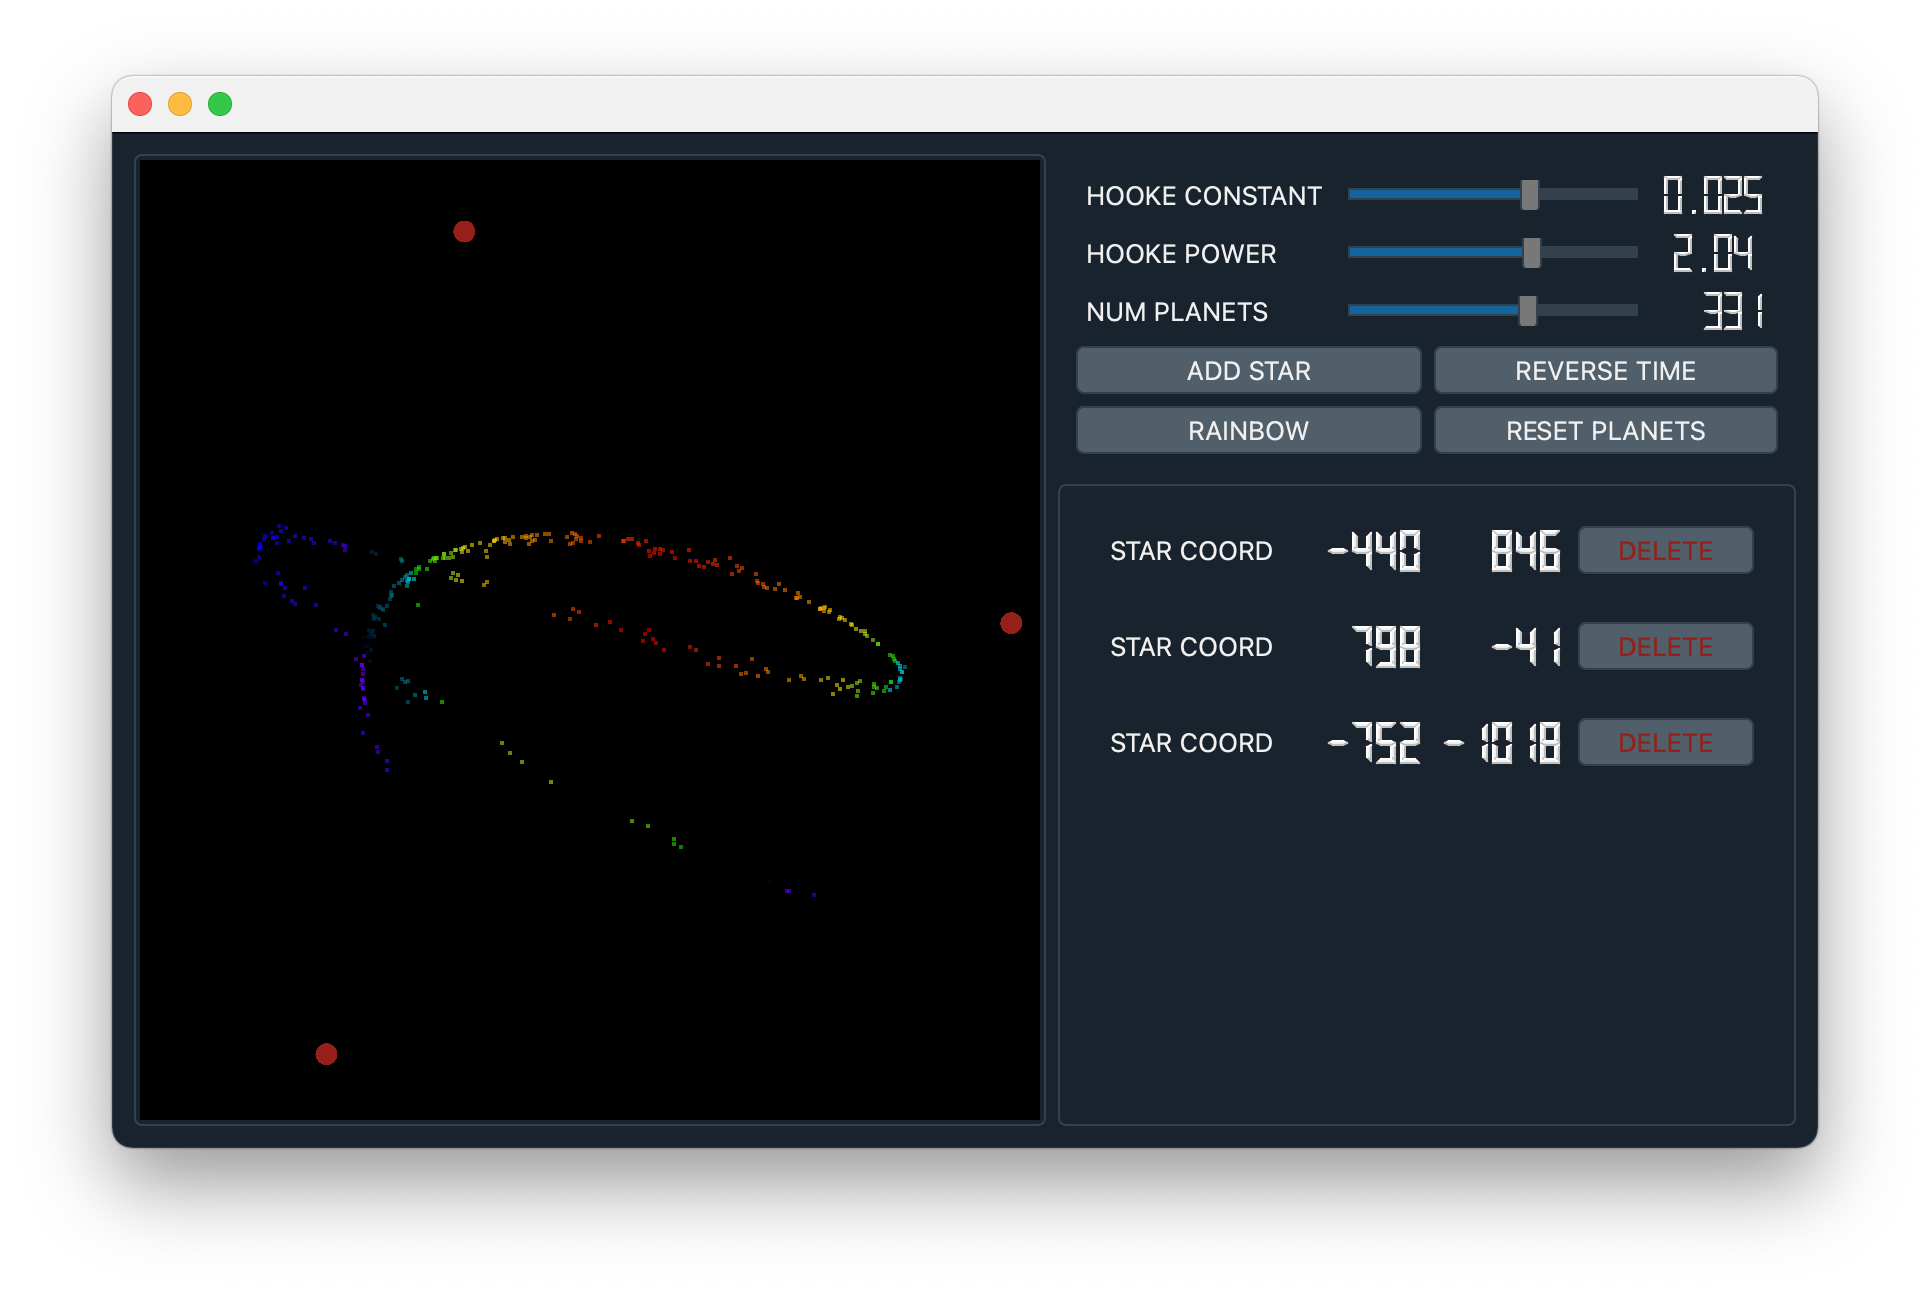 HOOKE CONSTANT 0.025
HOOKE POWER 2.04
NUM PLANETS 331
ADD STAR REVERSE TIME
RAINBOW RESET PLANETS
STAR COORD -440 846 DELETE
STAR COORD 798 -41 DELETE
STAR COORD -752 -1018 DELETE